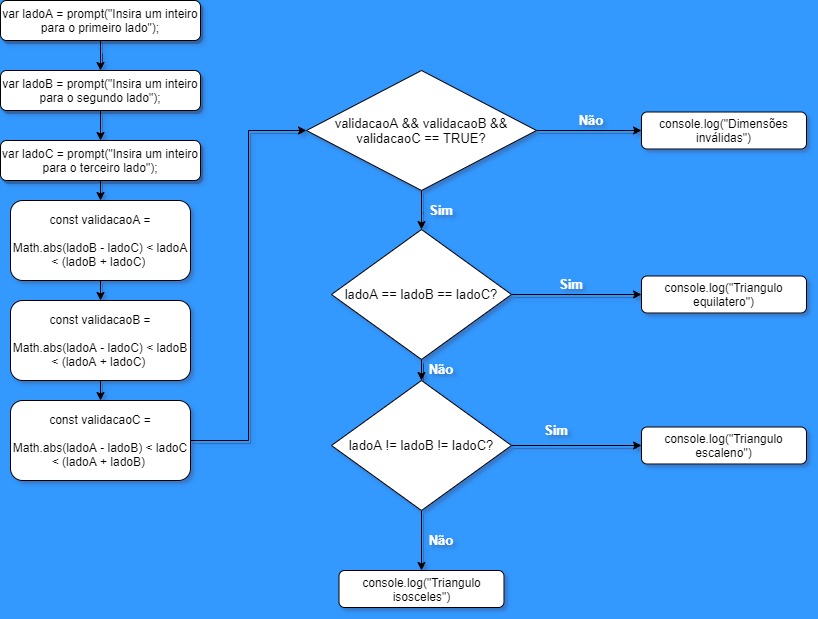 var ladoA = prompt("Insira um inteiro
para o primeiro lado");
var ladoB = prompt("Insira um inteiro
para o segundo lado");
var ladoC = prompt("Insira um inteiro
para o terceiro lado");
const validacaoA =
Math.abs(ladoB - ladoC) < ladoA
< (ladoB + ladoC)
const validacaoB =
Math.abs(ladoA - ladoC) < ladoB
< (ladoA + ladoC)
const validacaoC =
Math.abs(ladoA - ladoB) < ladoC
< (ladoA + ladoB)
validacaoA && validacaoB &&
validacaoC == TRUE?
Não
console.log("Dimensões
inválidas")
Sim
ladoA == ladoB == ladoC?
Sim
console.log("Triangulo
equilatero")
Não
ladoA != ladoB != ladoC?
Sim
console.log("Triangulo
escaleno")
Não
console.log("Triangulo
isosceles")